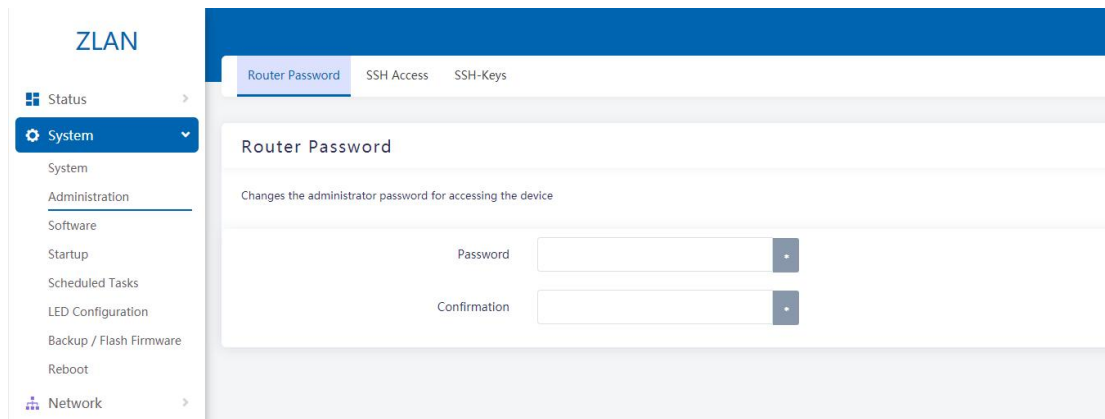 ZLAN
Status
System
System
Administration
Software
Startup
Scheduled Tasks
LED Configuration
Backup / Flash Firmware
Reboot
Network
Router Password SSH Access SSH-Keys
Router Password
Changes the administrator password for accessing the device
Password
Confirmation